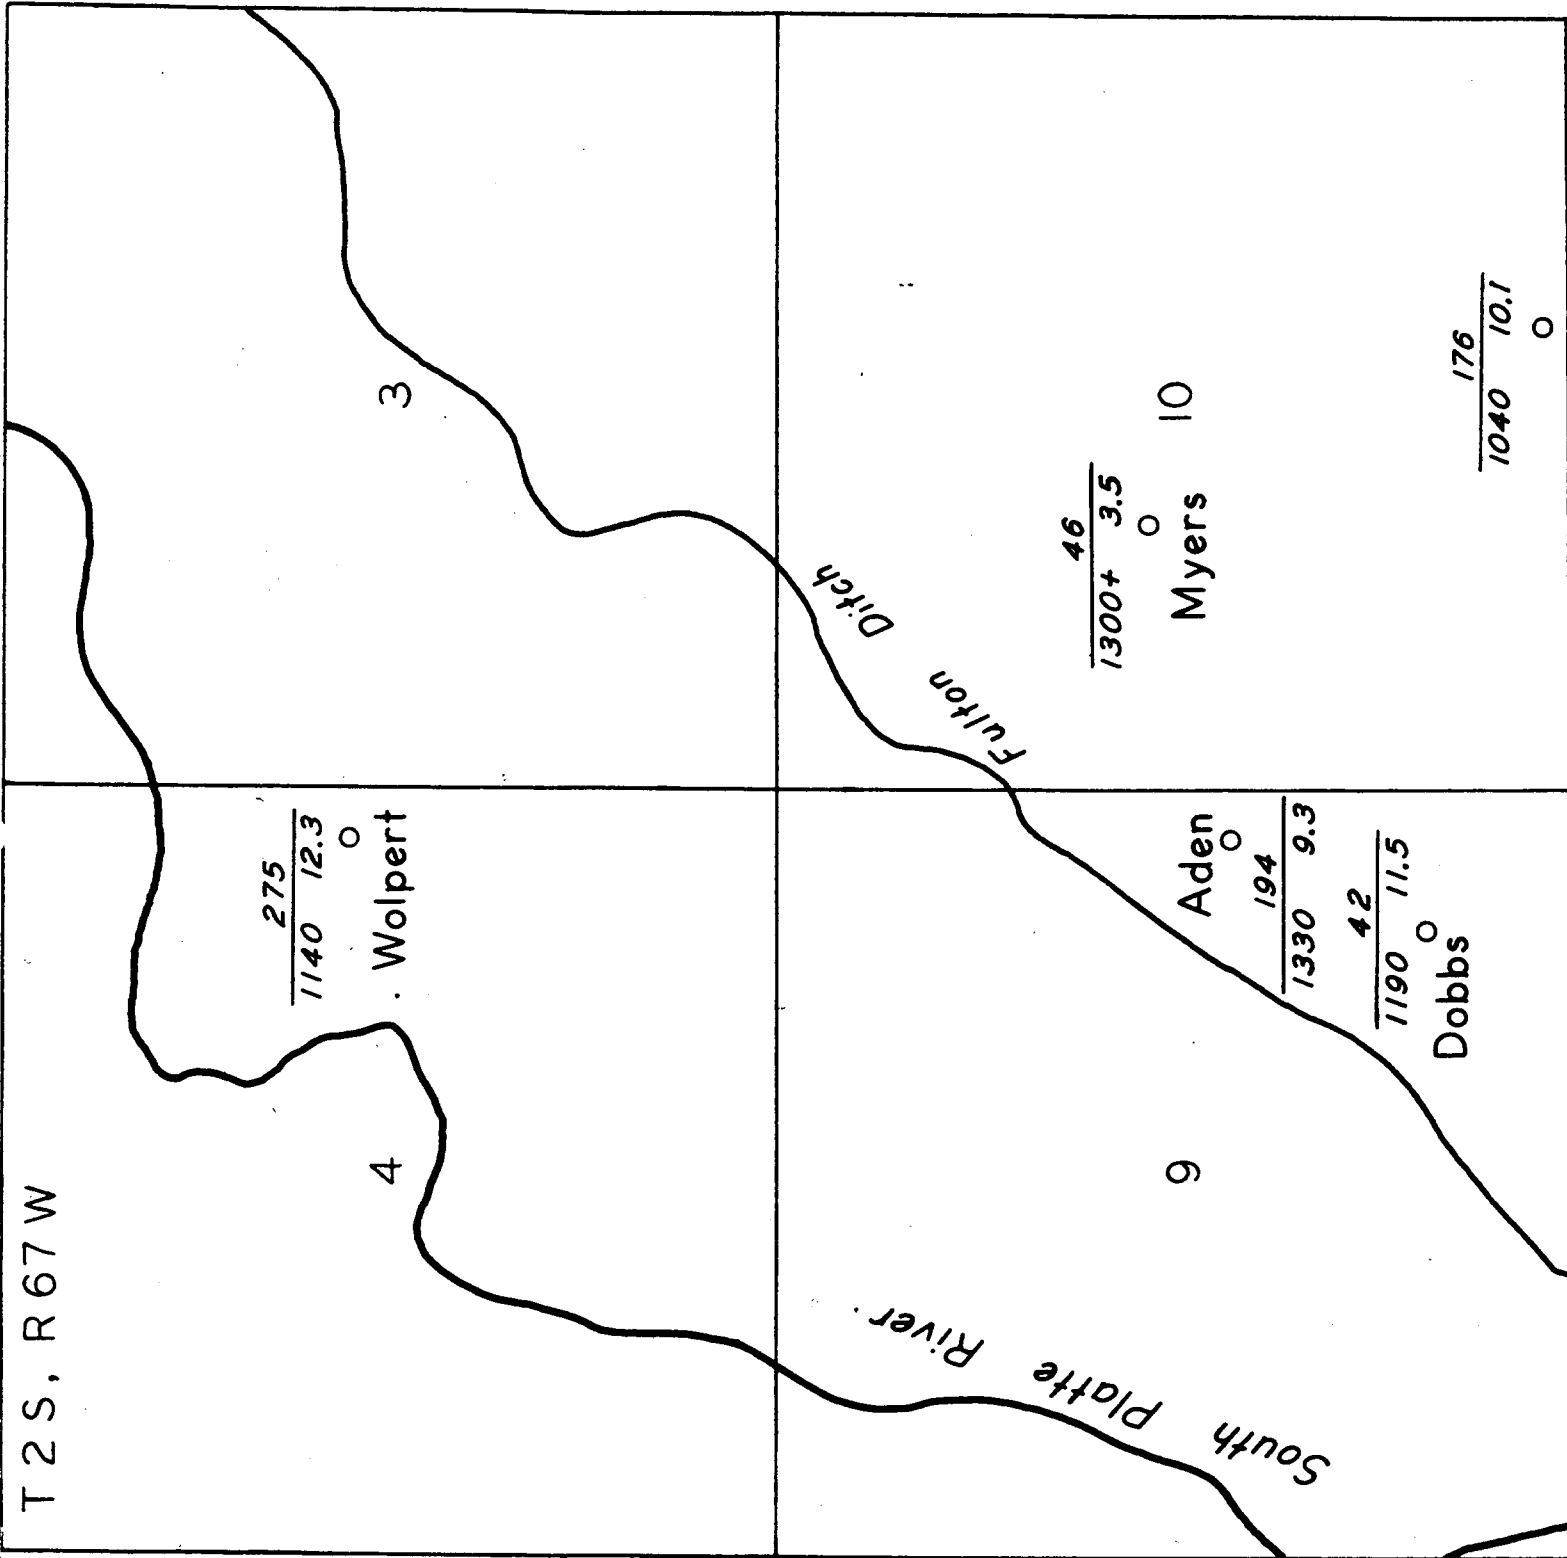 T 2 S, R 67 W
3
4
275
1140 12.3
Wolpert
Fulton Ditch
10
46
1300+ 3.5
Myers
Aden
194
1330 9.3
42
1190 11.5
Dobbs
9
176
1040 10.1
South Platte River